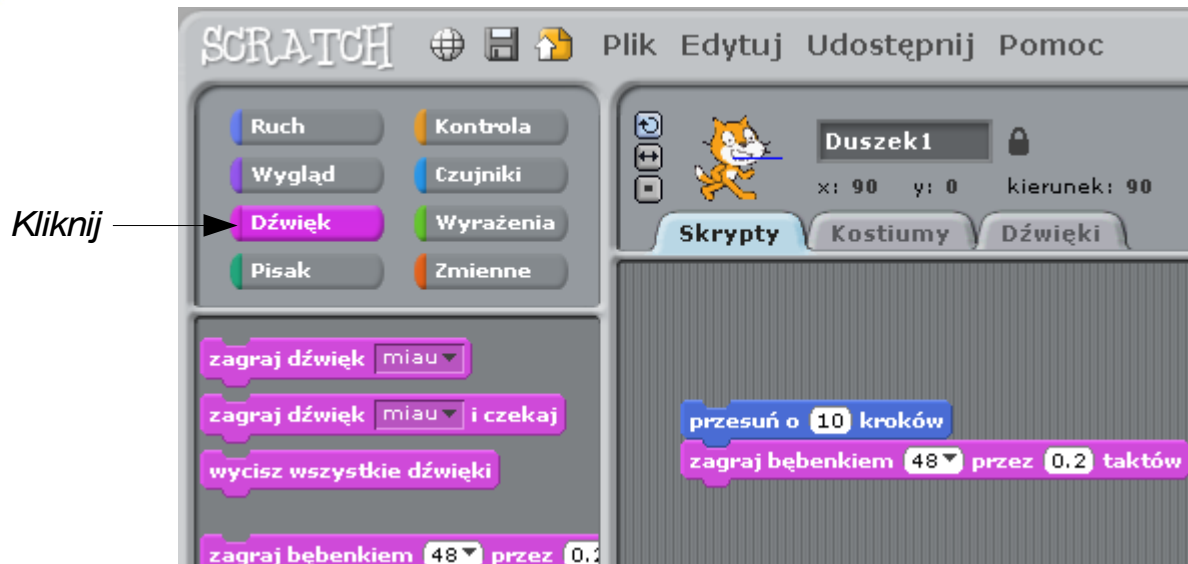 SCRATCH Plik Edytuj Udostępnij Pomoc
Ruch Kontrola
Wygląd Czujniki
Dźwięk Wyrażenia
Pisak Zmienne
Kliknij
Duszek1
x: 90 y: 0 kierunek: 90
Skrypty Kostiumy Dźwięki
zagraj dźwięk miau
zagraj dźwięk miau i czekaj
wycisz wszystkie dźwięki
zagraj bębenkiem 48 przez 0.2
przesuń o 10 kroków
zagraj bębenkiem 48 przez 0.2 taktów